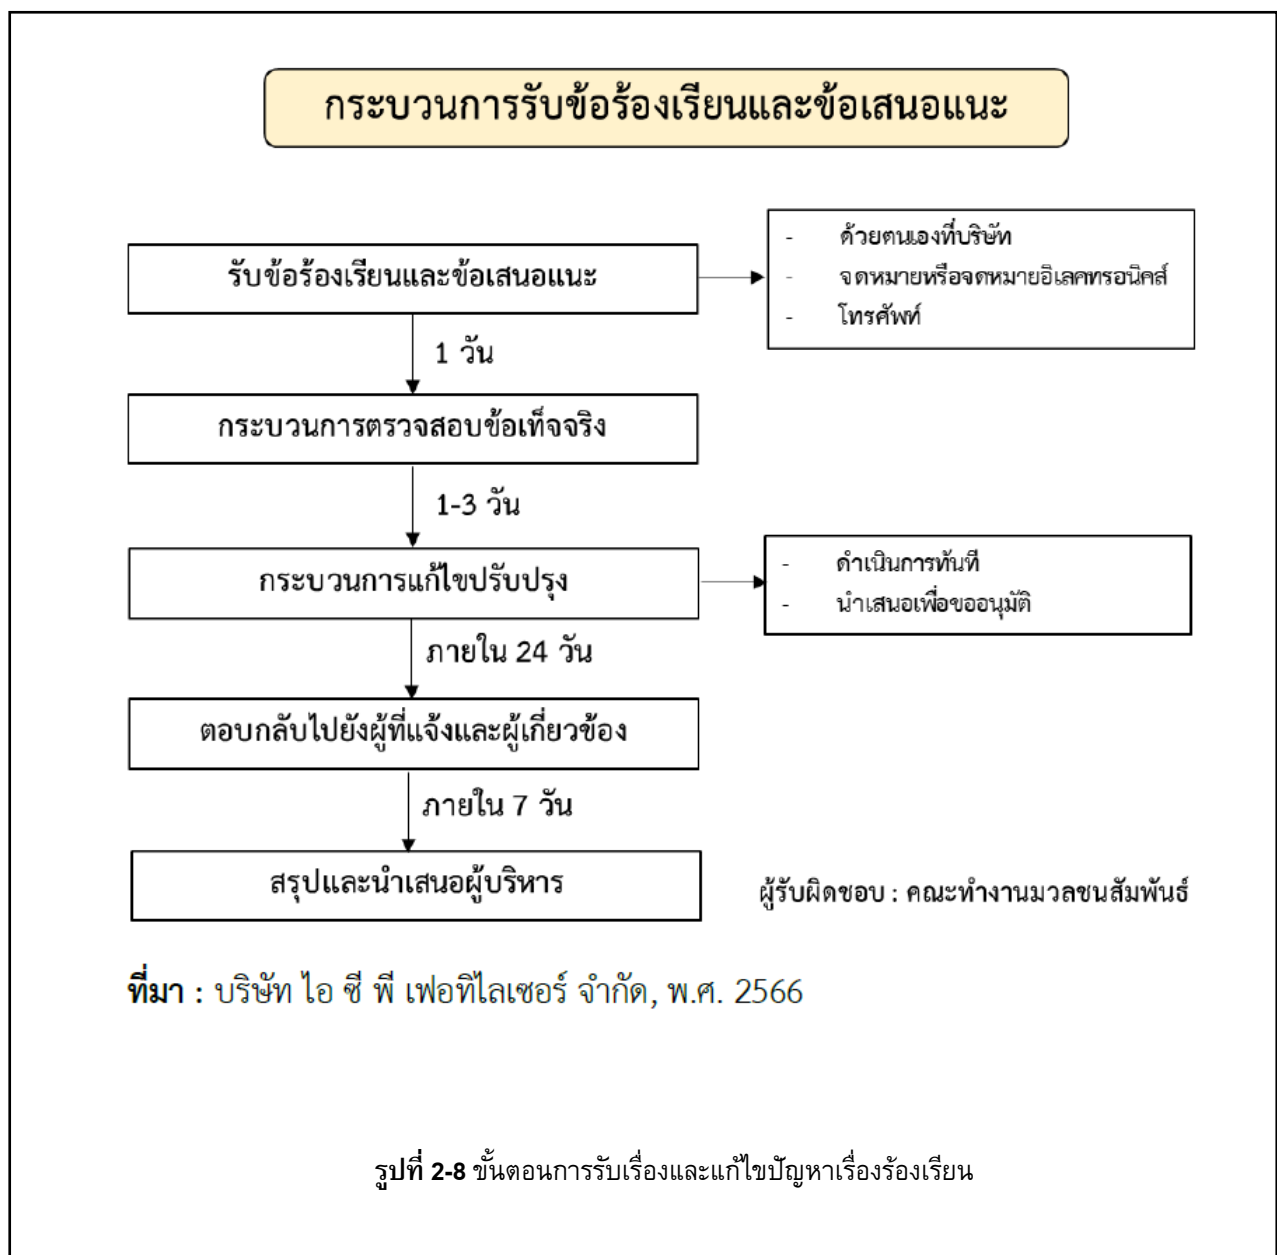 กระบวนการรับข้อร้องเรียนและข้อเสนอแนะ
รับข้อร้องเรียนและข้อเสนอแนะ
- ด้วยตนเองที่บริษัท
- จดหมายหรือจดหมายอิเลคทรอนิคส์
- โทรศัพท์
1 วัน
กระบวนการตรวจสอบข้อเท็จจริง
1-3 วัน
กระบวนการแก้ไขปรับปรุง
- ดำเนินการทันที
- นำเสนอเพื่อขออนุมัติ
ภายใน 24 วัน
ตอบกลับไปยังผู้ที่แจ้งและผู้เกี่ยวข้อง
ภายใน 7 วัน
สรุปและนำเสนอผู้บริหาร
ผู้รับผิดชอบ : คณะทำงานมวลชนสัมพันธ์
ที่มา : บริษัท ไอ ซี พี เฟอทิไลเซอร์ จำกัด, พ.ศ. 2566
รูปที่ 2-8 ขั้นตอนการรับเรื่องและแก้ไขปัญหาเรื่องร้องเรียน